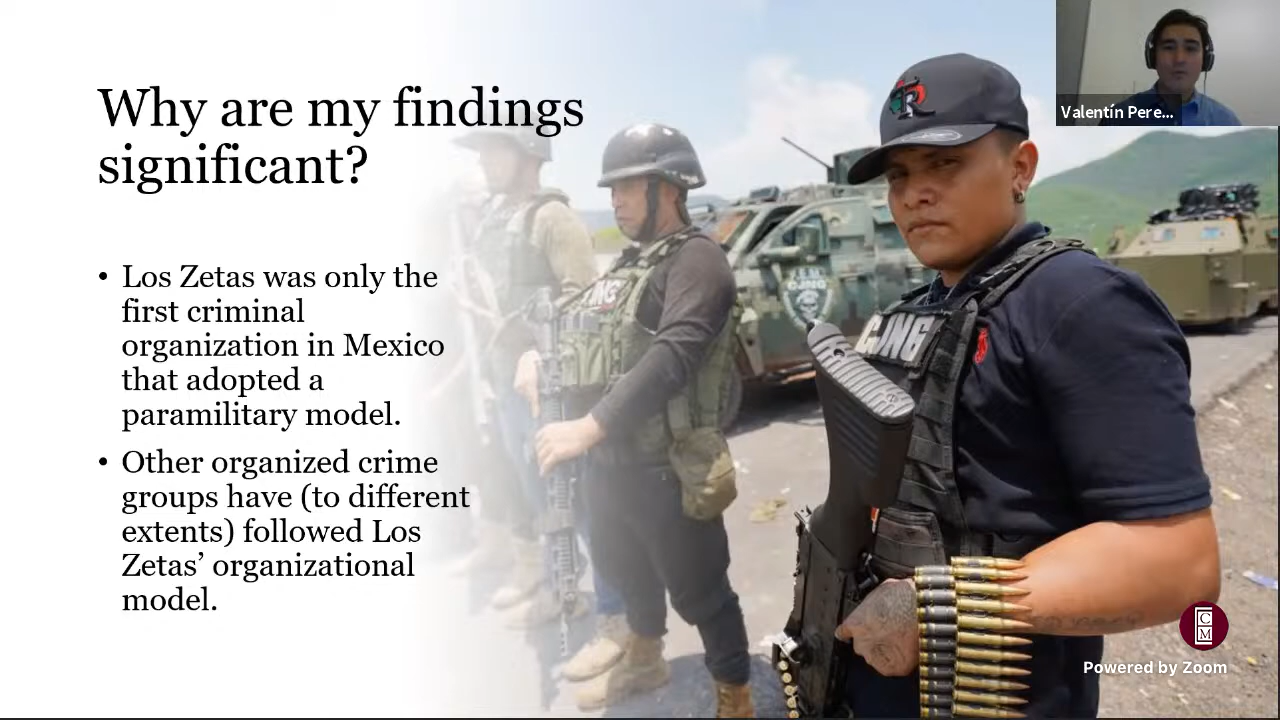 Valentín Pere...
Why are my findings
significant?
• Los Zetas was only the
first criminal
organization in Mexico
that adopted a
paramilitary model.
• Other organized crime
groups have (to different
extents) followed Los
Zetas’ organizational
model.
CJNG
CJNG
C
M
Powered by Zoom